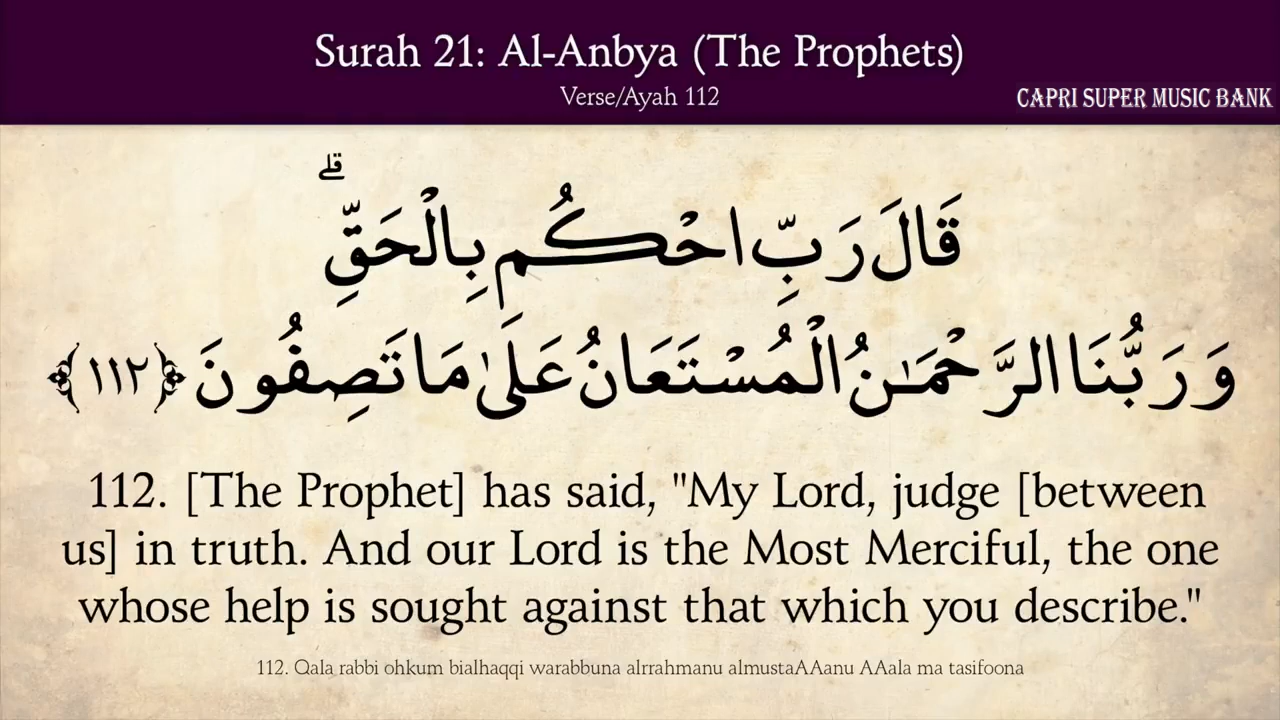 Surah 21: Al-Anbya (The Prophets)
Verse/Ayah 112
CAPRI SUPER MUSIC BANK
قَالَ رَبِّ احْكُم بِالْحَقِّ ۗ
وَرَبُّنَا الرَّحْمَـٰنُ الْمُسْتَعَانُ عَلَىٰ مَا تَصِفُونَ ﴿١١٢﴾
112. [The Prophet] has said, "My Lord, judge [between
us] in truth. And our Lord is the Most Merciful, the one
whose help is sought against that which you describe."
112. Qala rabbi ohkum bialhaqqi warabbuna alrrahmanu almustaAAanu AAala ma tasifoona